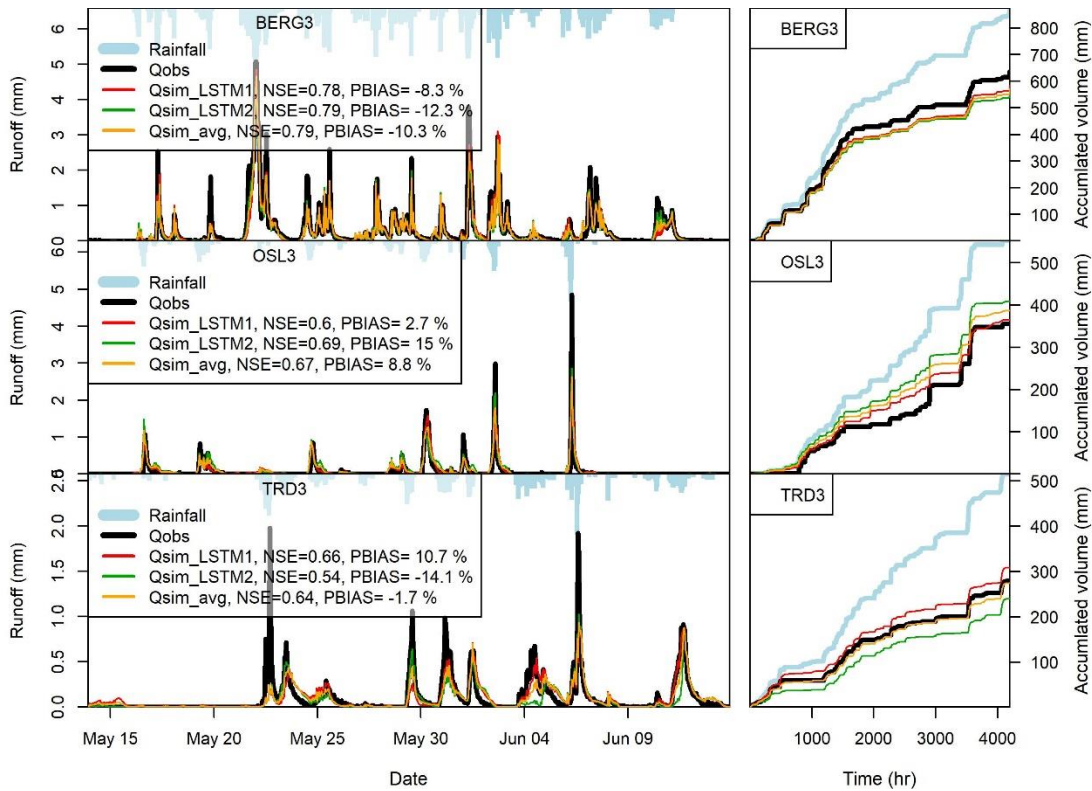 BERG3
Rainfall
Qobs
Qsim_LSTM1, NSE=0.78, PBIAS= -8.3 %
Qsim_LSTM2, NSE=0.79, PBIAS= -12.3 %
Qsim_avg, NSE=0.79, PBIAS= -10.3 %
Runoff (mm)
6
5
4
3
2
1
0
BERG3
800
700
600
500
400
300
200
100
Accumulated volume (mm)
OSL3
Rainfall
Qobs
Qsim_LSTM1, NSE=0.6, PBIAS= 2.7 %
Qsim_LSTM2, NSE=0.69, PBIAS= 15 %
Qsim_avg, NSE=0.67, PBIAS= 8.8 %
Runoff (mm)
6
5
4
3
2
1
OSL3
500
400
300
200
100
Accumlated volume (mm)
TRD3
Rainfall
Qobs
Qsim_LSTM1, NSE=0.66, PBIAS= 10.7 %
Qsim_LSTM2, NSE=0.54, PBIAS= -14.1 %
Qsim_avg, NSE=0.64, PBIAS= -1.7 %
Runoff (mm)
2.5
2.0
1.5
1.0
0.5
0.0
TRD3
500
400
300
200
100
Accumlated volume (mm)
May 15 May 20 May 25 May 30 Jun 04 Jun 09
Date
1000 2000 3000 4000
Time (hr)